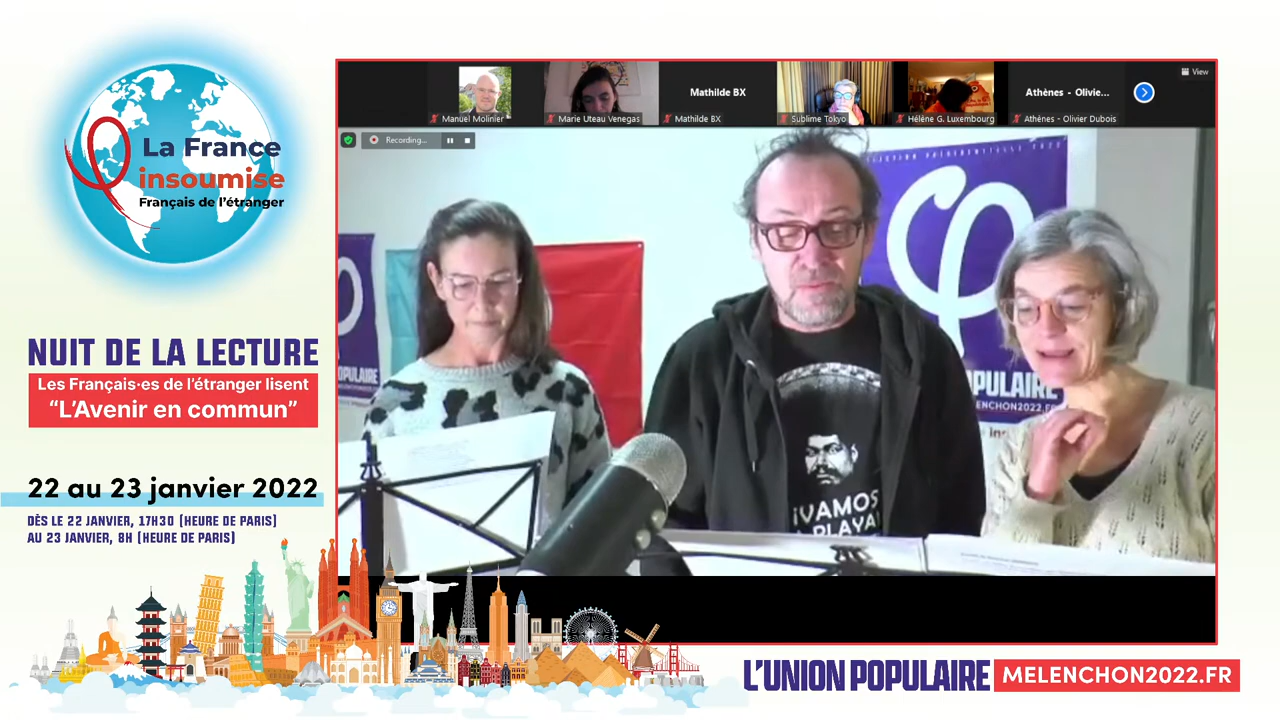 La France
insoumise
Français de l'étranger
NUIT DE LA LECTURE
Les Français·es de l'étranger lisent
“L'Avenir en commun”
22 au 23 janvier 2022
DÈS LE 22 JANVIER, 17H30 (HEURE DE PARIS)
AU 23 JANVIER, 8H (HEURE DE PARIS)
View
Mathilde BX
Athènes - Olivie...
Manuel Molinier
Marie Uteau Venegas
Mathilde BX
Sublime Tokyo
Hélène G. Luxembourg
Athènes - Olivier Dubois
Recording...
POPULAIRE
OPULAIRE
ENCHON2022.FR
¡VAMOS
PLAYA!
L'UNION POPULAIRE
MELENCHON2022.FR